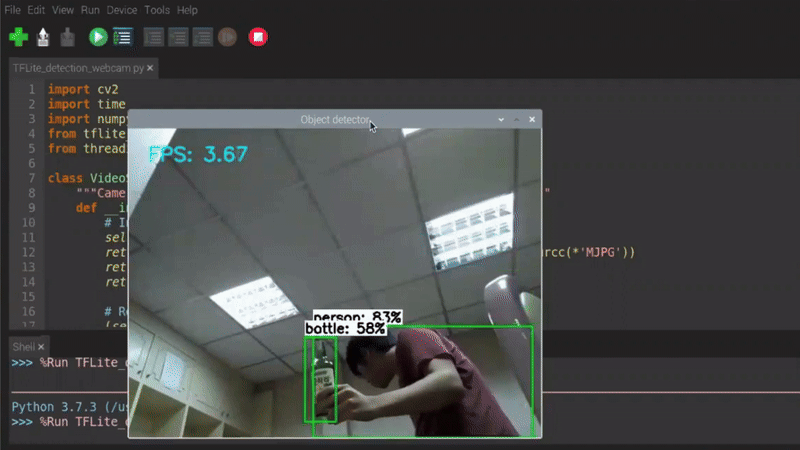 File Edit View Run Device Tools Help
TFLite_detection_webcam.py ×
1 import cv2
2 import time
3 import numpy
4 from tflite
5 from thread
6
7 class Video
8 """Came "
9 def __i
10 # I
11 sel
12 ret rcc(*'MJPG'))
13 ret
14 ret
15
16 # Re
17 (se
Object detector
FPS: 3.67
person: 83%
bottle: 58%
Shell ×
>>> %Run TFLite_
Python 3.7.3 (/us
>>> %Run TFLite_